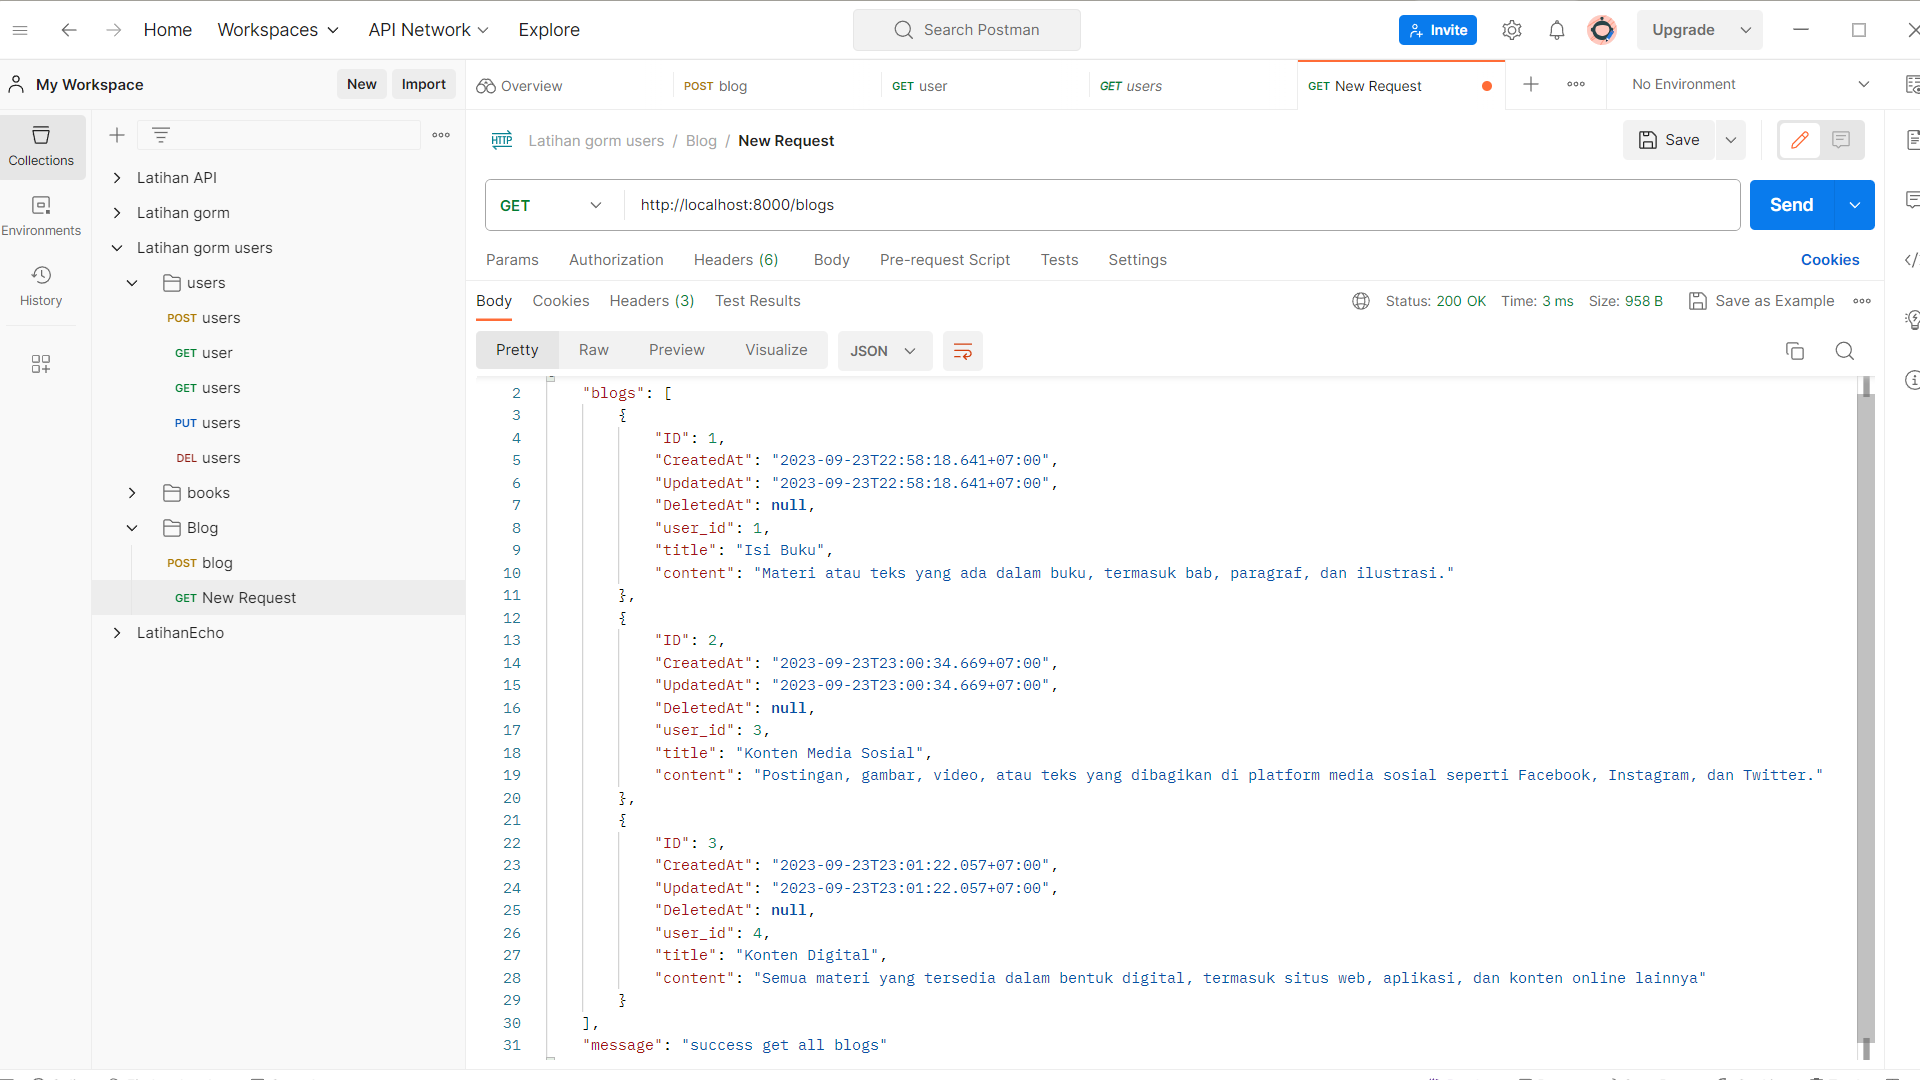 Home Workspaces API Network Explore Search Postman Invite Upgrade
My Workspace New Import Overview POST blog GET user GET users GET New Request No Environment
Collections
Environments
History
Latihan API
Latihan gorm
Latihan gorm users
users
POST users
GET user
GET users
PUT users
DEL users
books
Blog
POST blog
GET New Request
LatihanEcho
HTTP Latihan gorm users / Blog / New Request Save
GET http://localhost:8000/blogs Send
Params Authorization Headers (6) Body Pre-request Script Tests Settings Cookies
Body Cookies Headers (3) Test Results Status: 200 OK Time: 3 ms Size: 958 B Save as Example
Pretty Raw Preview Visualize JSON
2 "blogs": [
3 {
4 "ID": 1,
5 "CreatedAt": "2023-09-23T22:58:18.641+07:00",
6 "UpdatedAt": "2023-09-23T22:58:18.641+07:00",
7 "DeletedAt": null,
8 "user_id": 1,
9 "title": "Isi Buku",
10 "content": "Materi atau teks yang ada dalam buku, termasuk bab, paragraf, dan ilustrasi."
11 },
12 {
13 "ID": 2,
14 "CreatedAt": "2023-09-23T23:00:34.669+07:00",
15 "UpdatedAt": "2023-09-23T23:00:34.669+07:00",
16 "DeletedAt": null,
17 "user_id": 3,
18 "title": "Konten Media Sosial",
19 "content": "Postingan, gambar, video, atau teks yang dibagikan di platform media sosial seperti Facebook, Instagram, dan Twitter."
20 },
21 {
22 "ID": 3,
23 "CreatedAt": "2023-09-23T23:01:22.057+07:00",
24 "UpdatedAt": "2023-09-23T23:01:22.057+07:00",
25 "DeletedAt": null,
26 "user_id": 4,
27 "title": "Konten Digital",
28 "content": "Semua materi yang tersedia dalam bentuk digital, termasuk situs web, aplikasi, dan konten online lainnya"
29 }
30 ],
31 "message": "success get all blogs"